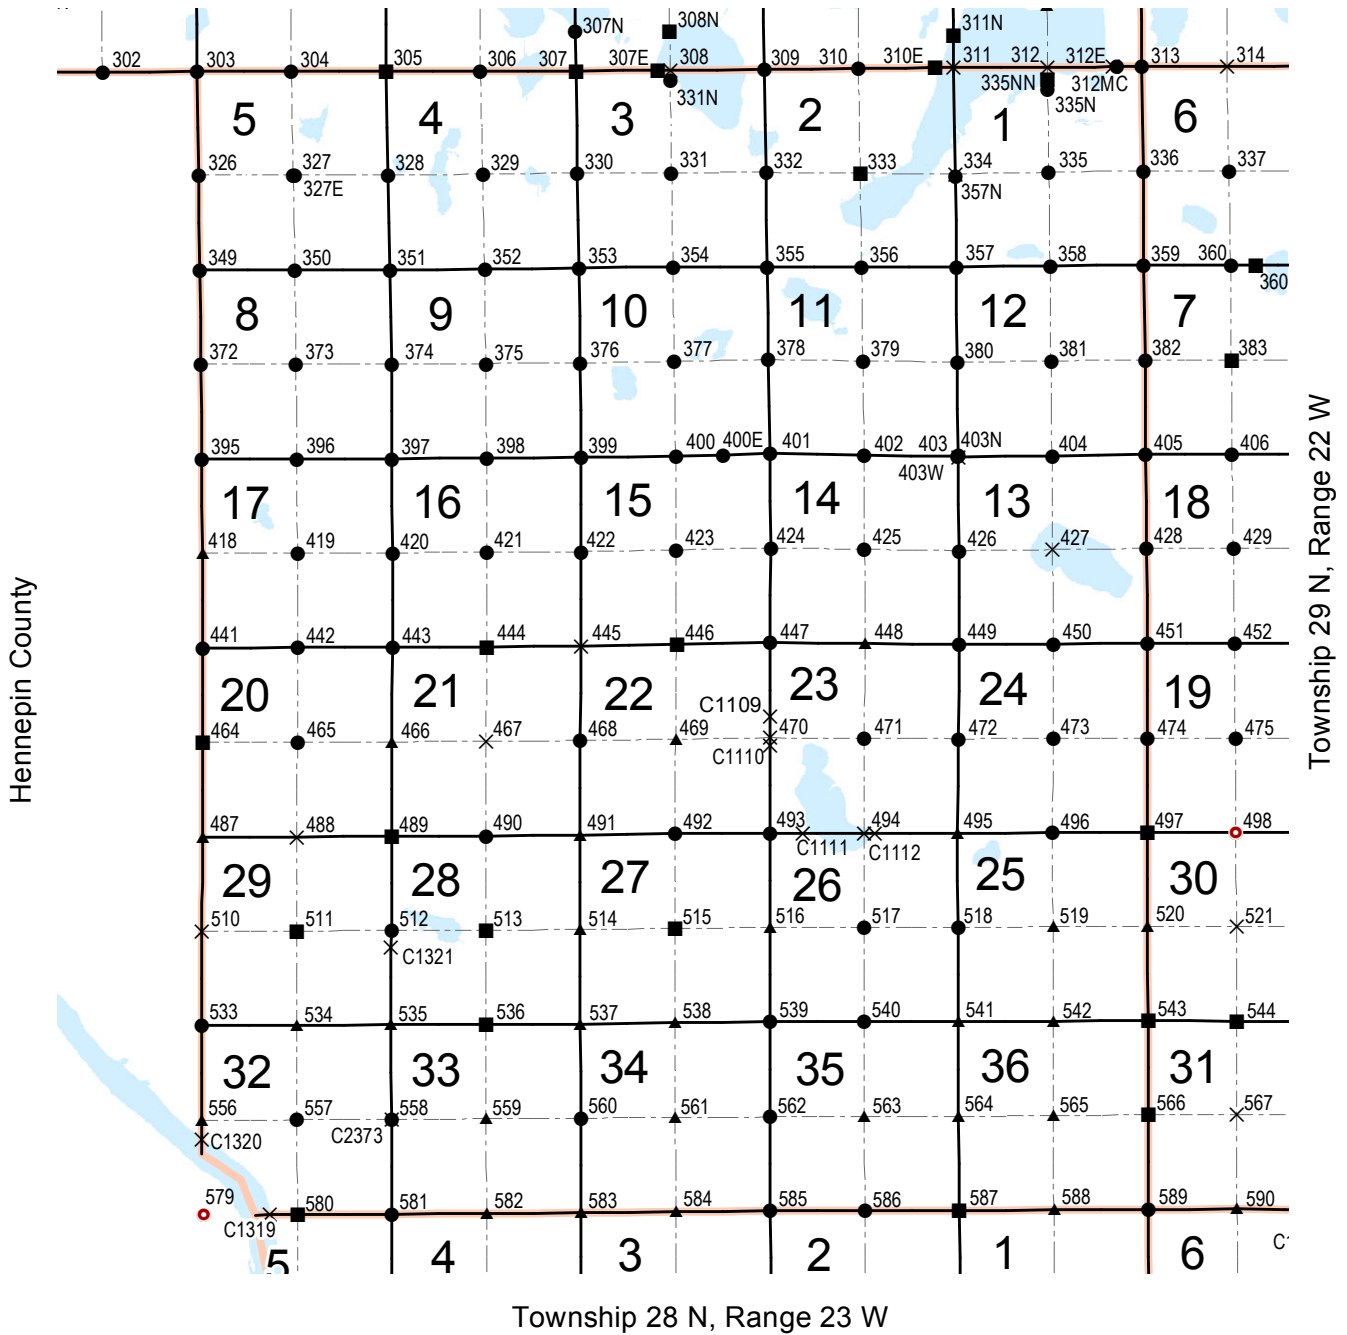 307N 308N 311N
302 303 304 305 306 307 307E 308 309 310 310E 311 312 312E 313 314
331N 335NN 312MC
335N
5 4 3 2 1 6
326 327 328 329 330 331 332 333 334 335 336 337
327E 357N
349 350 351 352 353 354 355 356 357 358 359 360
360
8 9 10 11 12 7
372 373 374 375 376 377 378 379 380 381 382 383
395 396 397 398 399 400 400E 401 402 403 403N 404 405 406
403W
17 16 15 14 13 18
418 419 420 421 422 423 424 425 426 427 428 429
441 442 443 444 445 446 447 448 449 450 451 452
20 21 22 23 24 19
C1109
464 465 466 467 468 469 470 471 472 473 474 475
C1110
487 488 489 490 491 492 493 494 495 496 497 498
C1111 C1112
29 28 27 26 25 30
510 511 512 513 514 515 516 517 518 519 520 521
C1321
533 534 535 536 537 538 539 540 541 542 543 544
32 33 34 35 36 31
556 557 558 559 560 561 562 563 564 565 566 567
C1320 C2373
579 580 581 582 583 584 585 586 587 588 589 590
C1319
5 4 3 2 1 6
Hennepin County
Township 29 N, Range 22 W
Township 28 N, Range 23 W